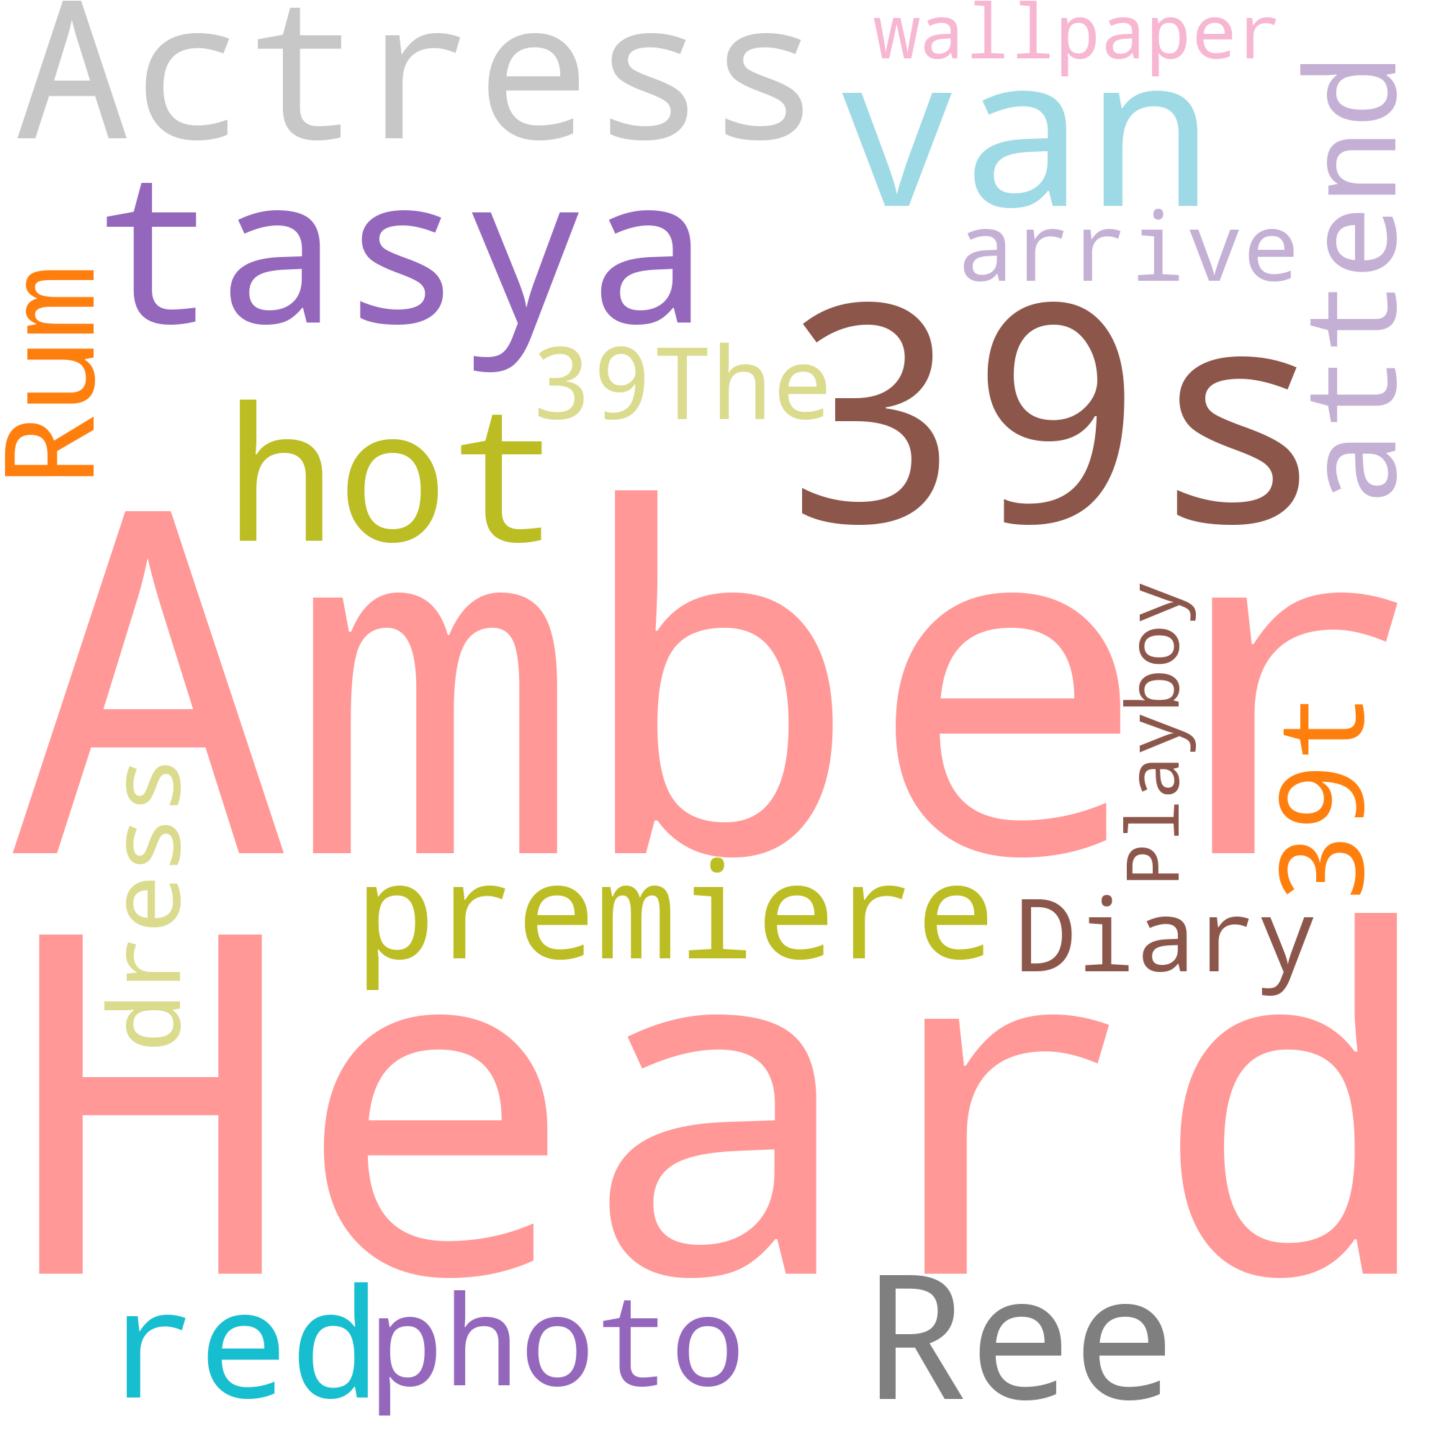 Actress
wallpaper
van
attend
tasya
arrive
Rum
39The
39s
hot
Amber
Playboy
39t
dress
premiere
Diary
Heard
red
photo
Ree